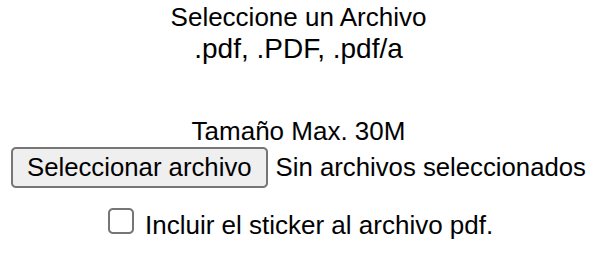 Seleccione un Archivo
.pdf, .PDF, .pdf/a
Tamaño Max. 30M
Seleccionar archivo Sin archivos seleccionados
Incluir el sticker al archivo pdf.